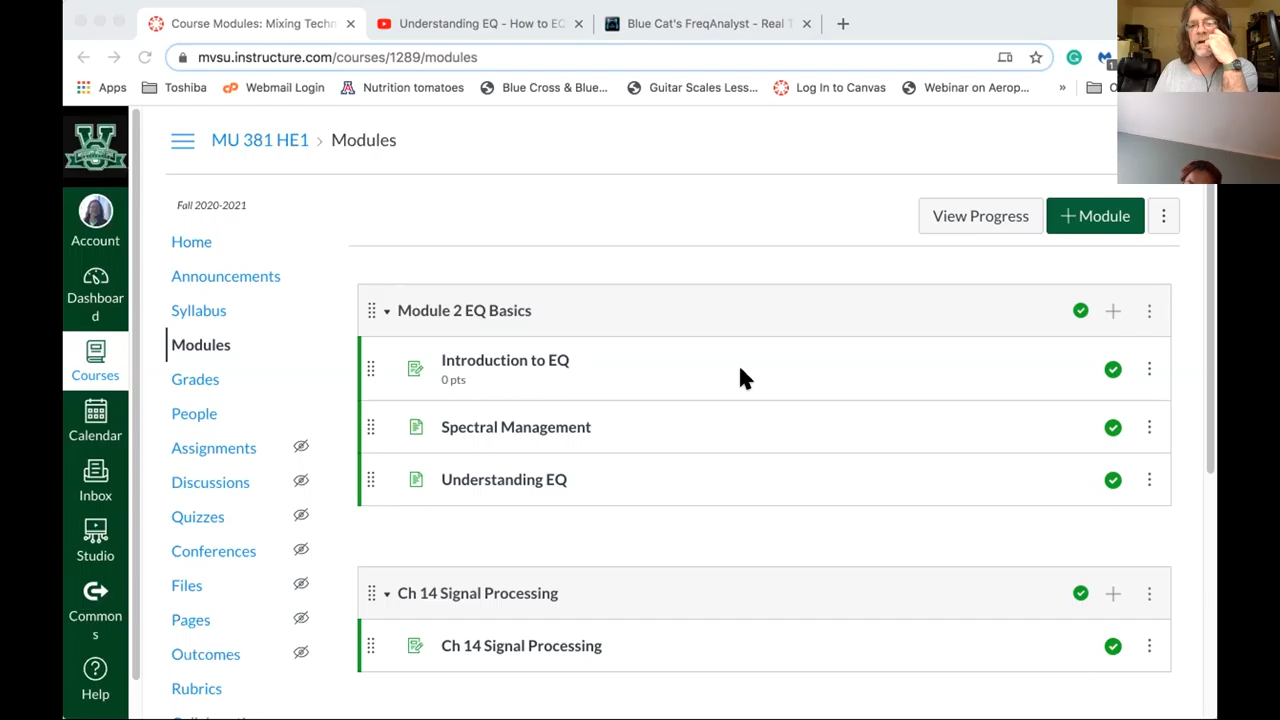 Course Modules: Mixing Techn
Understanding EQ - How to EQ
Blue Cat's FreqAnalyst - Real T
mvsu.instructure.com/courses/1289/modules
Apps
Toshiba
Webmail Login
Nutrition tomatoes
Blue Cross & Blue...
Guitar Scales Less...
Log In to Canvas
Webinar on Aerop...
»
MU 381 HE1 › Modules
Fall 2020-2021
View Progress
+ Module
Account
Dashboar
d
Courses
Calendar
Inbox
Studio
Common
s
Help
Home
Announcements
Syllabus
Modules
Grades
People
Assignments
Discussions
Quizzes
Conferences
Files
Pages
Outcomes
Rubrics
Module 2 EQ Basics
Introduction to EQ
0 pts
Spectral Management
Understanding EQ
Ch 14 Signal Processing
Ch 14 Signal Processing